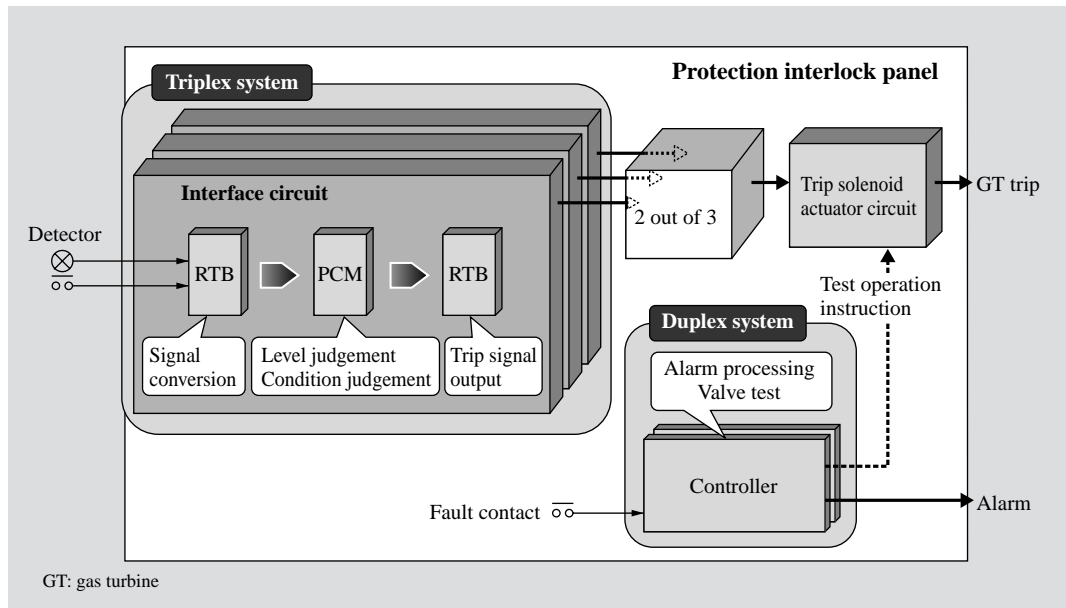 Protection interlock panel
Triplex system
Interface circuit
Detector
RTB
PCM
RTB
Signal
conversion
Level judgement
Condition judgement
Trip signal
output
2 out of 3
Trip solenoid
actuator circuit
GT trip
Test operation
instruction
Duplex system
Alarm processing
Valve test
Controller
Fault contact
Alarm
GT: gas turbine